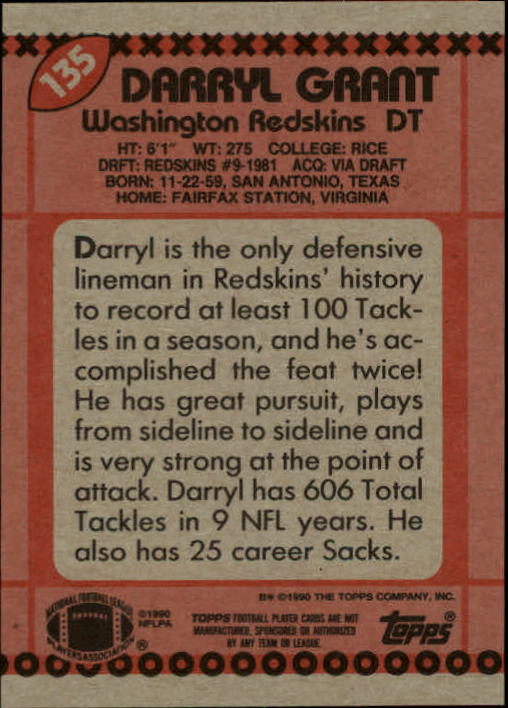 135
DARRYL GRANT
Washington Redskins DT
HT: 6'1" WT: 275 COLLEGE: RICE
DRFT: REDSKINS #9-1981 ACQ: VIA DRAFT
BORN: 11-22-59, SAN ANTONIO, TEXAS
HOME: FAIRFAX STATION, VIRGINIA
Darryl is the only defensive
lineman in Redskins' history
to record at least 100 Tack-
les in a season, and he's ac-
complished the feat twice!
He has great pursuit, plays
from sideline to sideline and
is very strong at the point of
attack. Darryl has 606 Total
Tackles in 9 NFL years. He
also has 25 career Sacks.
B* ©1990 THE TOPPS COMPANY, INC.
NATIONAL FOOTBALL LEAGUE
PLAYERS ASSOCIATION ®
©1990
NFLPA
TOPPS FOOTBALL PLAYER CARDS ARE NOT
MANUFACTURED, SPONSORED OR AUTHORIZED
BY ANY TEAM OR LEAGUE.
topps®